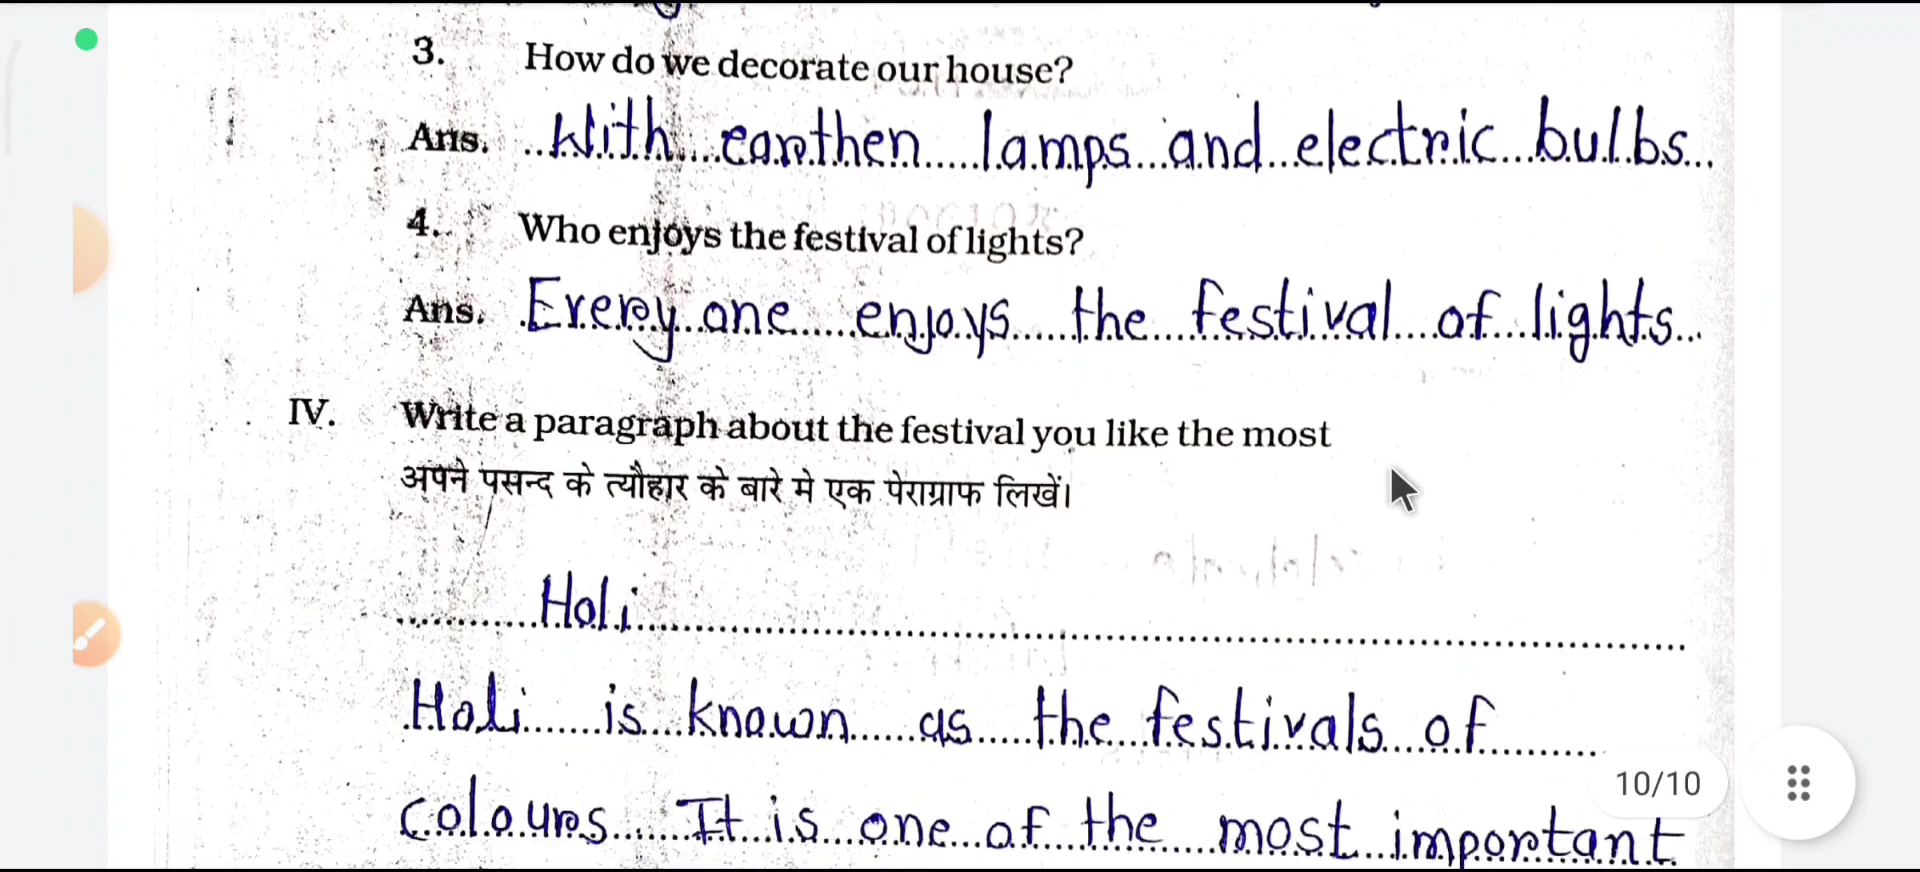 3. How do we decorate our house?
Ans. With earthen lamps and electric bulbs
4. Who enjoys the festival of lights?
Ans. Every one enjoys the festival of lights
IV. Write a paragraph about the festival you like the most
अपने पसन्द के त्यौहार के बारे मे एक पेराग्राफ लिखें।
Holi
Holi is known as the festivals of
colours It is one of the most important
10/10